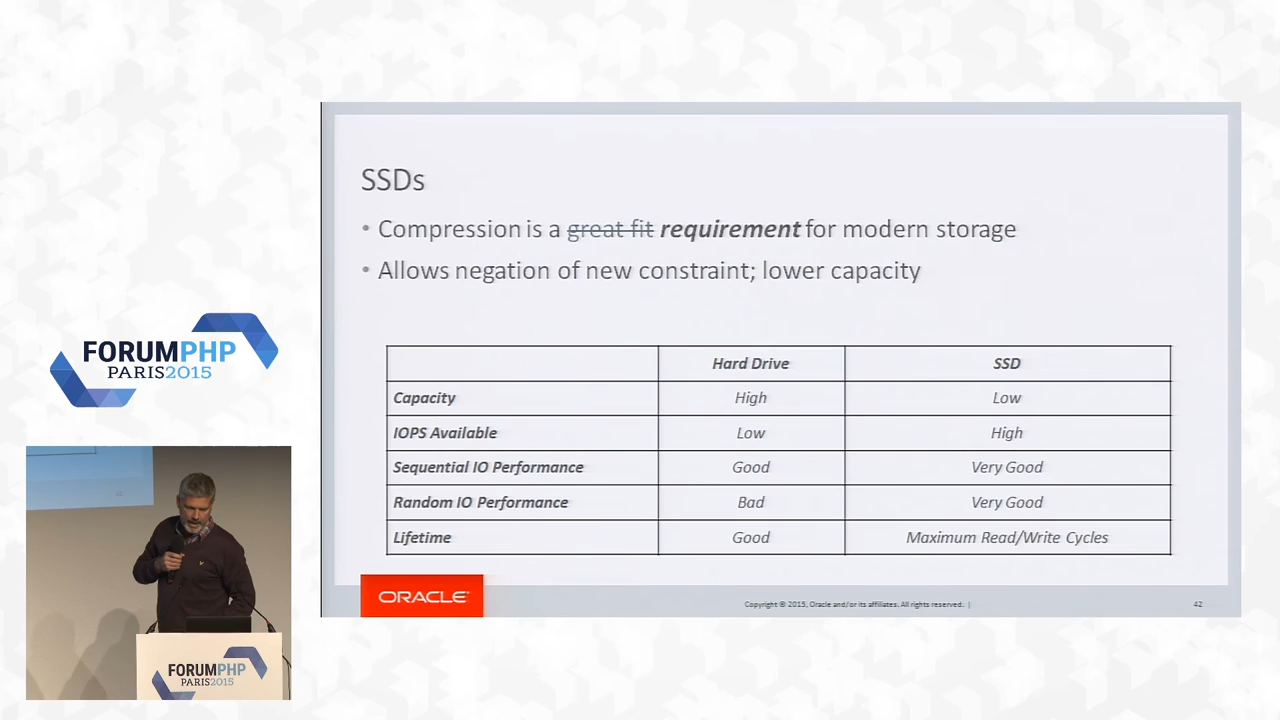 SSDs
• Compression is a great fit requirement for modern storage
• Allows negation of new constraint; lower capacity
Hard Drive SSD
Capacity High Low
IOPS Available Low High
Sequential IO Performance Good Very Good
Random IO Performance Bad Very Good
Lifetime Good Maximum Read/Write Cycles
ORACLE
Copyright © 2015, Oracle and/or its affiliates. All rights reserved. |
42
FORUMPHP
PARIS2015
FORUMPHP
PARIS2015